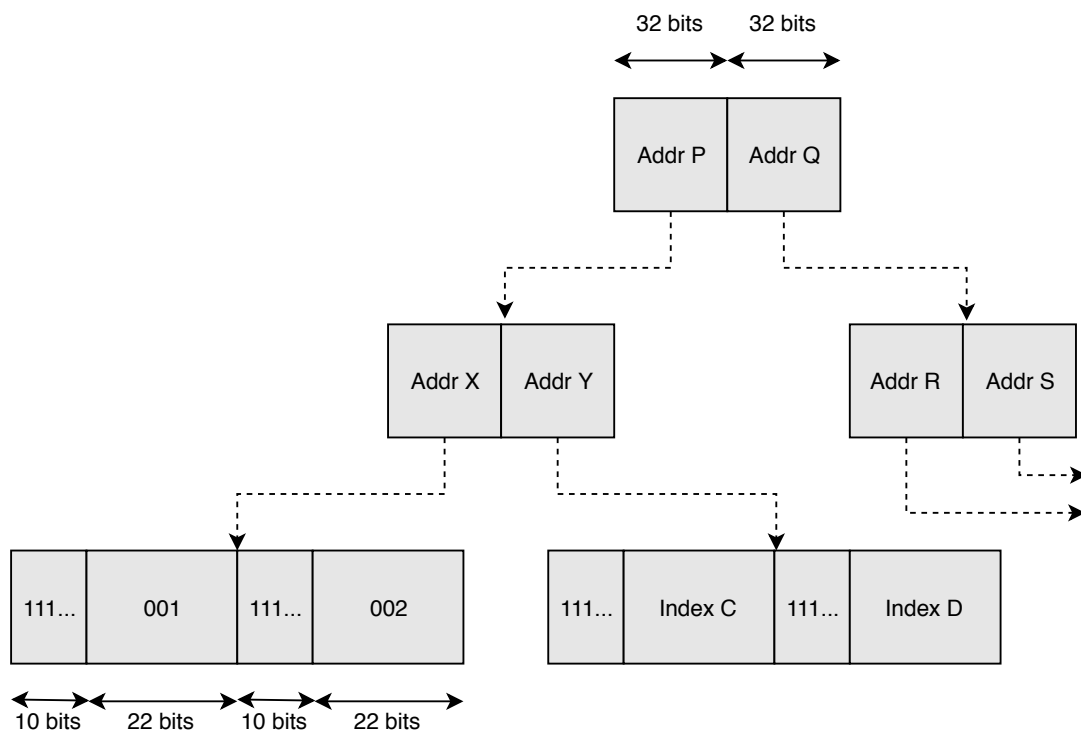 32 bits 32 bits
Addr P Addr Q
Addr X Addr Y Addr R Addr S
111... 001 111... 002 111... Index C 111... Index D
10 bits 22 bits 10 bits 22 bits